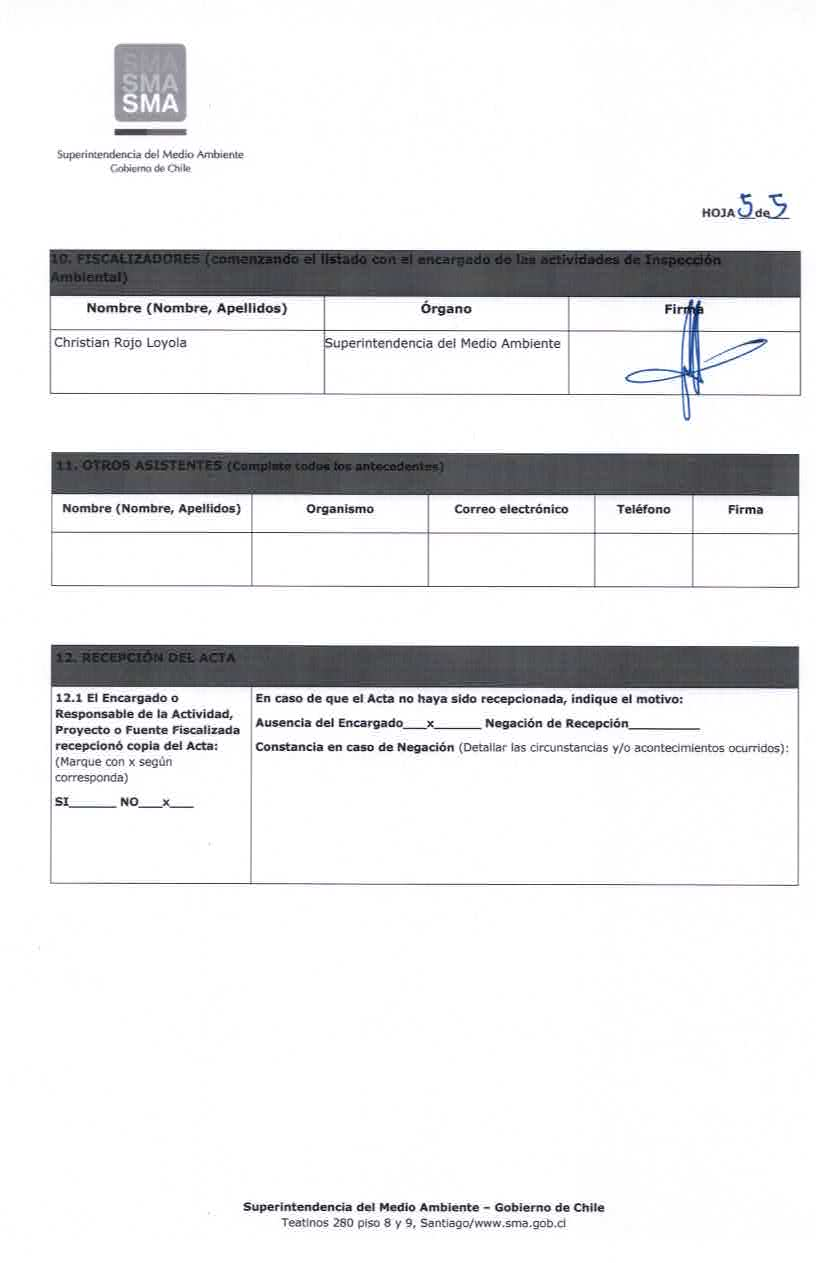 SMA
SMA
SMA
Superintendencia del Medio Ambiente
Gobierno de Chile
HOJA 5 de 5
10. FISCALIZADORES (comenzando el listado con el encargado de las actividades de Inspección
Ambiental)
Nombre (Nombre, Apellidos) Órgano Firma
Christian Rojo Loyola Superintendencia del Medio Ambiente
11. OTROS ASISTENTES (Complete todos los antecedentes)
Nombre (Nombre, Apellidos) Organismo Correo electrónico Teléfono Firma
12. RECEPCIÓN DEL ACTA
12.1 El Encargado o
Responsable de la Actividad,
Proyecto o Fuente Fiscalizada
recepcionó copia del Acta:
(Marque con x según
corresponda)
SI_______ NO___x___
En caso de que el Acta no haya sido recepcionada, indique el motivo:
Ausencia del Encargado___x______ Negación de Recepción_________
Constancia en caso de Negación (Detallar las circunstancias y/o acontecimientos ocurridos):
Superintendencia del Medio Ambiente – Gobierno de Chile
Teatinos 280 piso 8 y 9, Santiago/www.sma.gob.cl